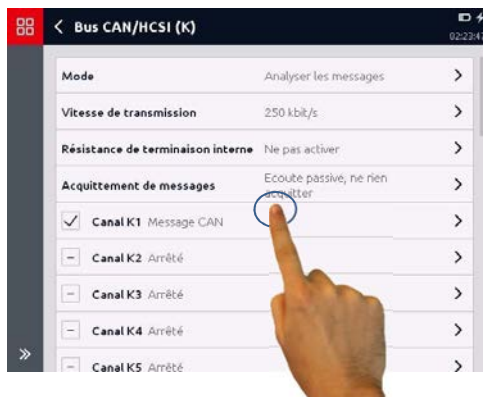 Bus CAN/HCSI (K)
02:23:47
Mode Analyser les messages
Vitesse de transmission 250 kbit/s
Résistance de terminaison interne Ne pas activer
Acquittement de messages Ecoute passive, ne rien
acquitter
Canal K1 Message CAN
Canal K2 Arrêté
Canal K3 Arrêté
Canal K4 Arrêté
Canal K5 Arrêté